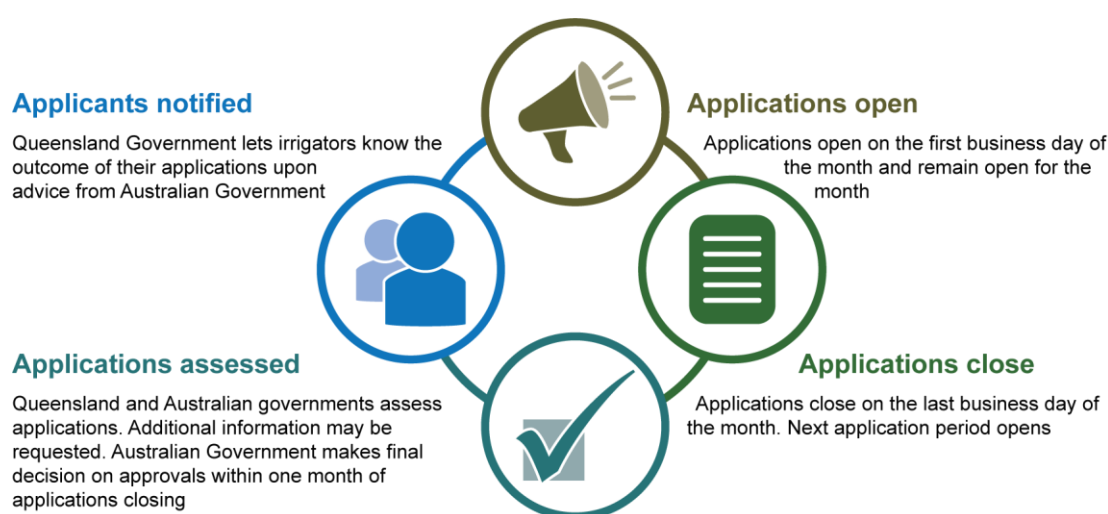 Applicants notified
Queensland Government lets irrigators know the
outcome of their applications upon
advice from Australian Government
Applications open
Applications open on the first business day of
the month and remain open for the
month
Applications assessed
Queensland and Australian governments assess
applications. Additional information may be
requested. Australian Government makes final
decision on approvals within one month of
applications closing
Applications close
Applications close on the last business day of
the month. Next application period opens